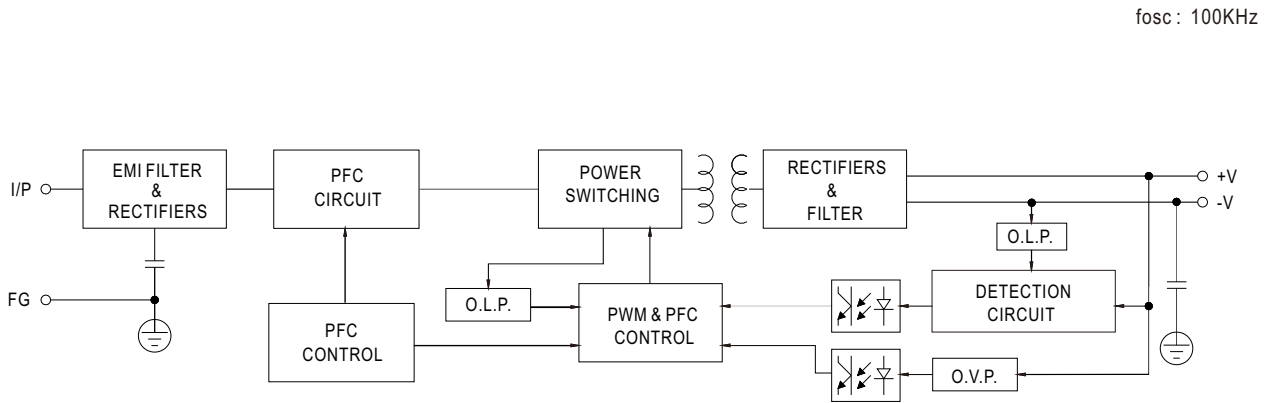 fosc : 100KHz
I/P
EMI FILTER
&
RECTIFIERS
PFC
CIRCUIT
POWER
SWITCHING
RECTIFIERS
&
FILTER
+V
-V
O.L.P.
FG
O.L.P.
PFC
CONTROL
PWM & PFC
CONTROL
DETECTION
CIRCUIT
O.V.P.